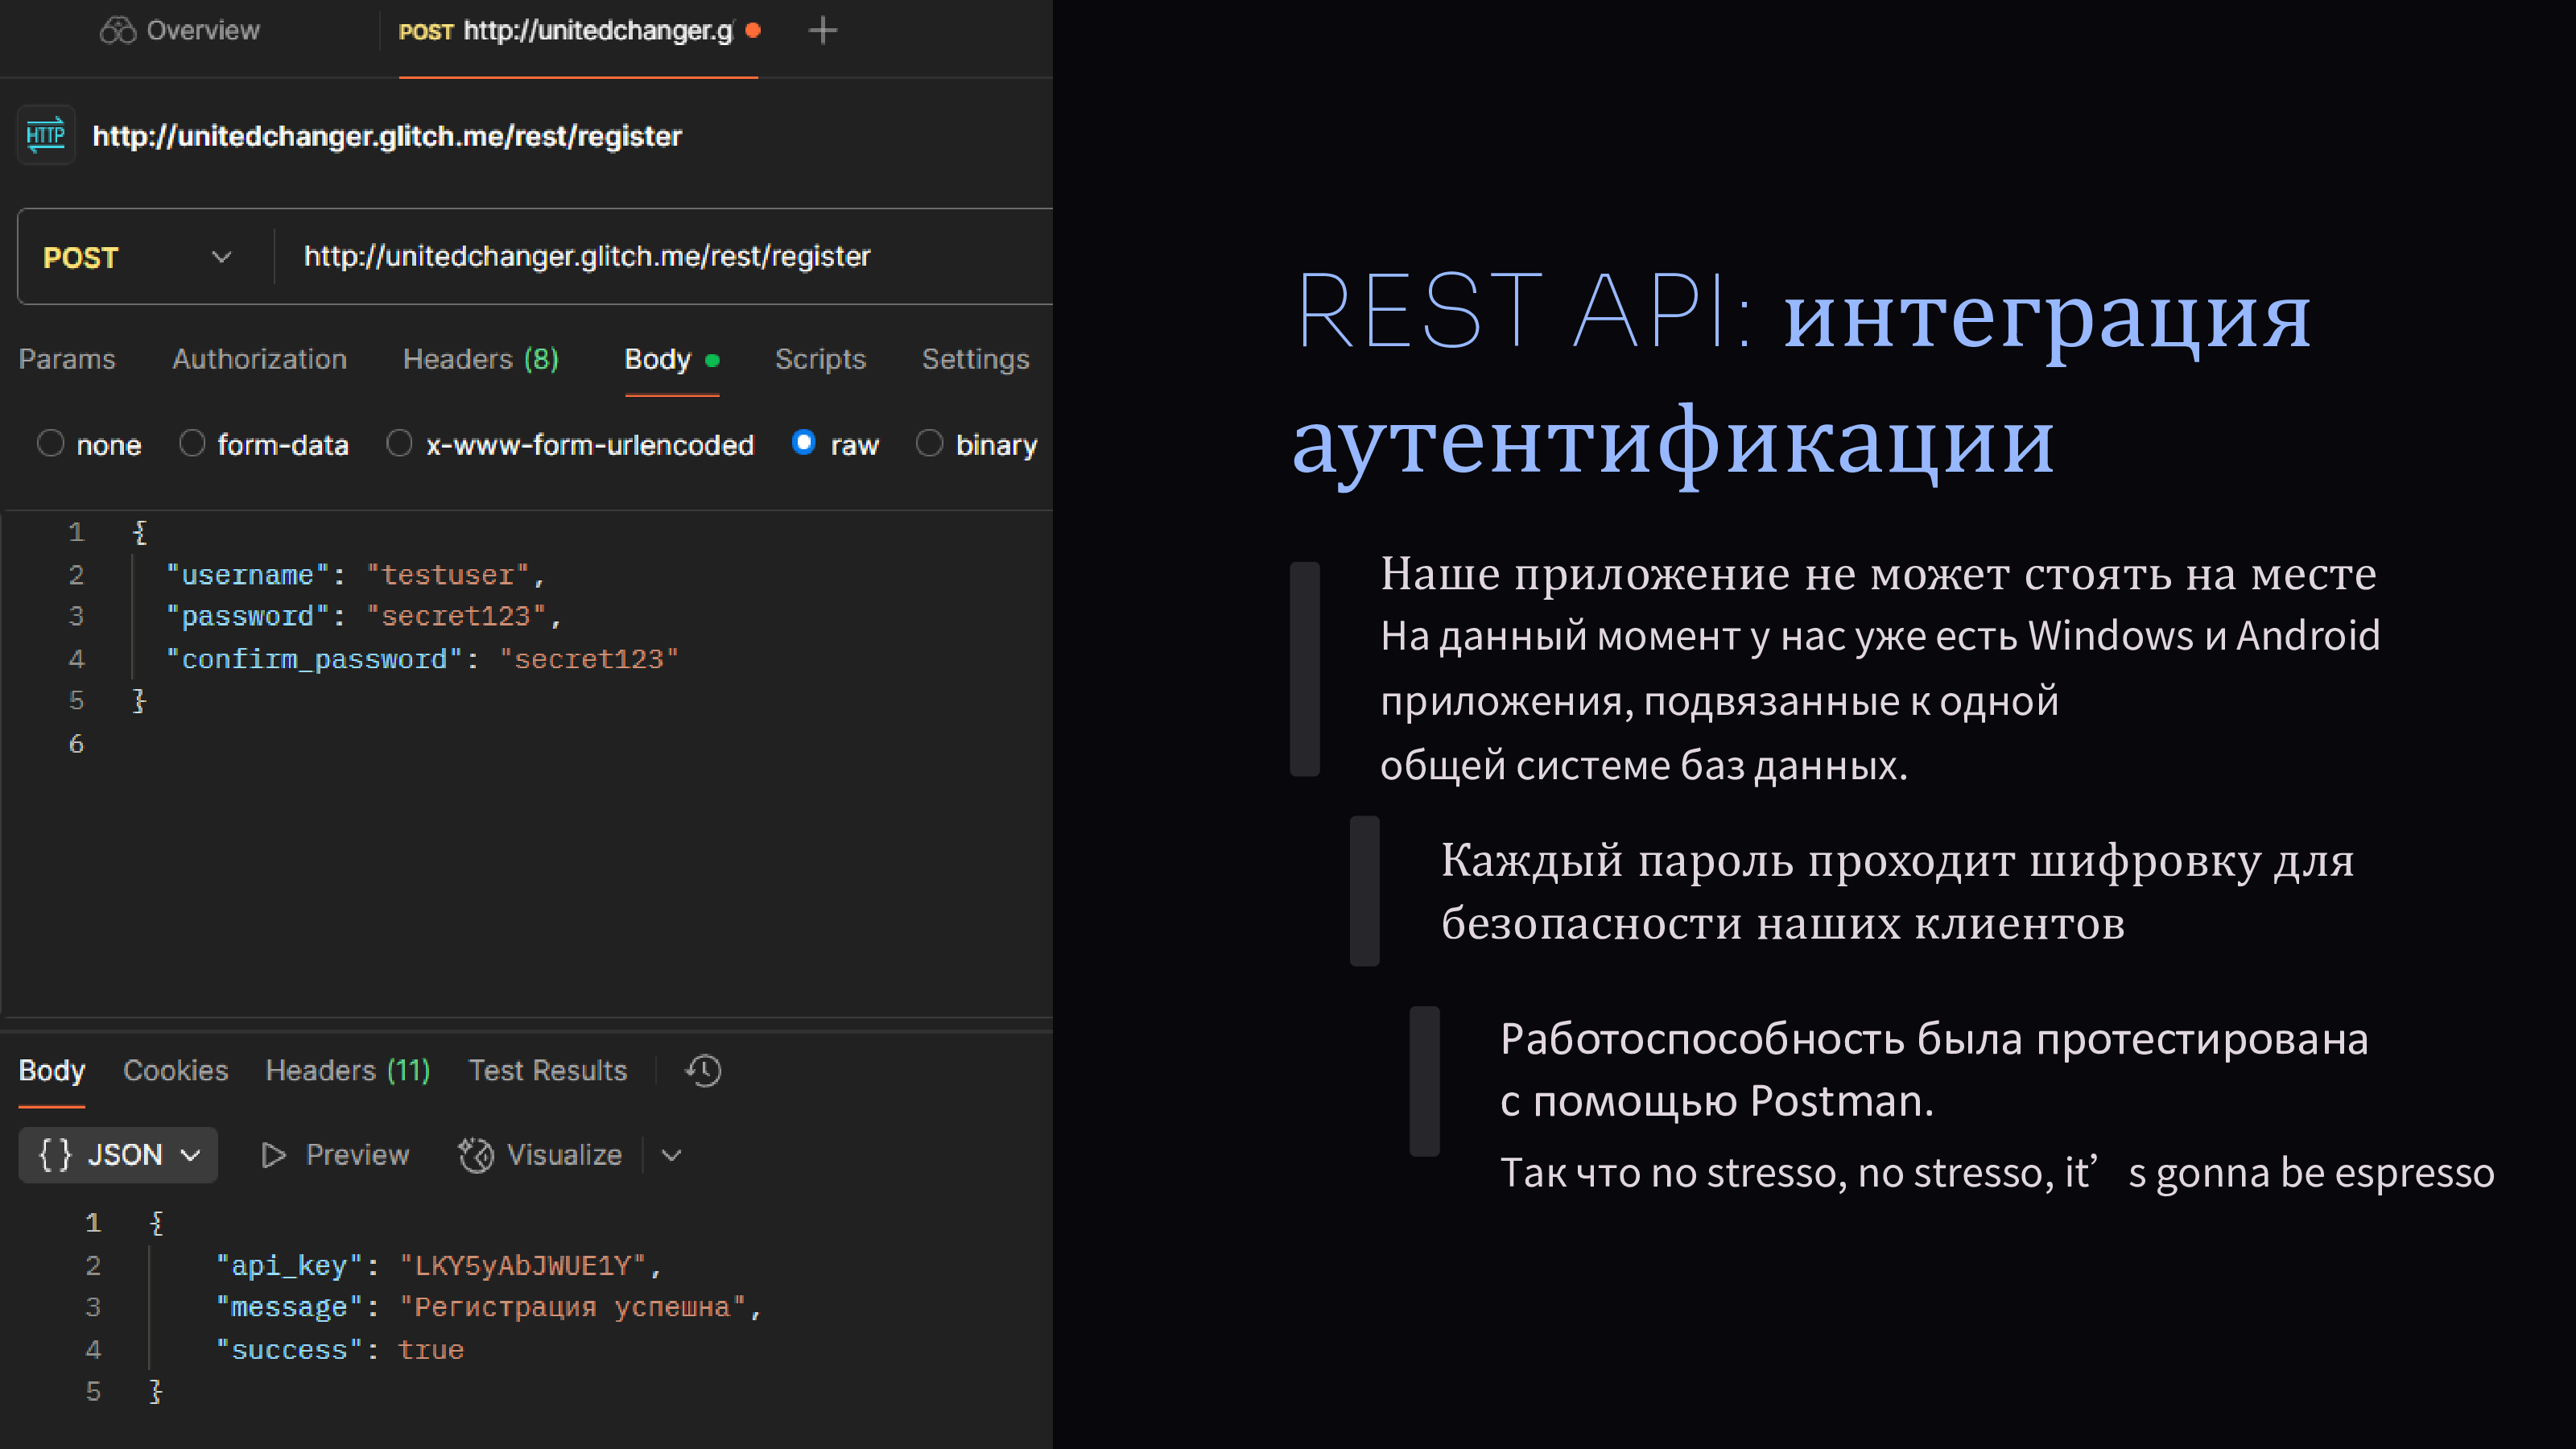 Overview
POST http://unitedchanger.g
HTTP http://unitedchanger.glitch.me/rest/register
POST http://unitedchanger.glitch.me/rest/register
Params Authorization Headers (8) Body Scripts Settings
none form-data x-www-form-urlencoded raw binary
1 {
2 "username": "testuser",
3 "password": "secret123",
4 "confirm_password": "secret123"
5 }
6
Body Cookies Headers (11) Test Results
{} JSON Preview Visualize
1 {
2 "api_key": "LKY5yAbJWUE1Y",
3 "message": "Регистрация успешна",
4 "success": true
5 }
REST API: интеграция
аутентификации
Наше приложение не может стоять на месте
На данный момент у нас уже есть Windows и Android
приложения, подвязанные к одной
общей системе баз данных.
Каждый пароль проходит шифровку для
безопасности наших клиентов
Работоспособность была протестирована
с помощью Postman.
Так что no stresso, no stresso, it’s gonna be espresso